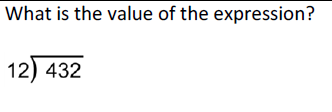 What is the value of the expression?
12) 432